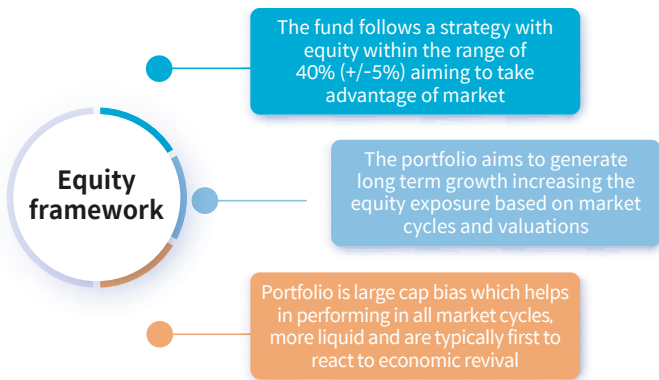 The fund follows a strategy with
equity within the range of
40% (+/-5%) aiming to take
advantage of market
Equity
framework
The portfolio aims to generate
long term growth increasing the
equity exposure based on market
cycles and valuations
Portfolio is large cap bias which helps
in performing in all market cycles,
more liquid and are typically first to
react to economic revival